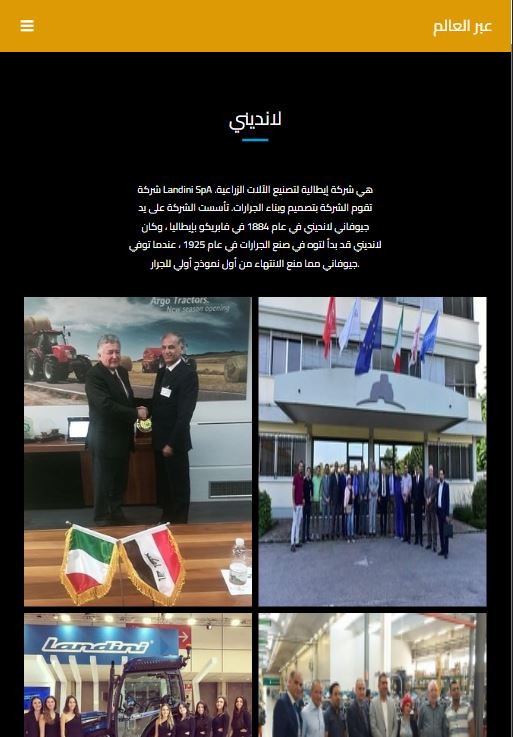 عبر العالم
لانديني
شركة Landini SpA هي شركة إيطالية لتصنيع الآلات الزراعية.
تقوم الشركة بتصميم وبناء الجرارات. تأسست الشركة على يد
جيوفاني لانديني في عام 1884 في فابريكو بإيطاليا ، وكان
لانديني قد بدأ لتوه في صنع الجرارات في عام 1925 ، عندما توفي
جيوفاني مما منع الانتهاء من أول نموذج أولي للجرار.
Argo Tractors.
New season opening
الله اكبر
Landini